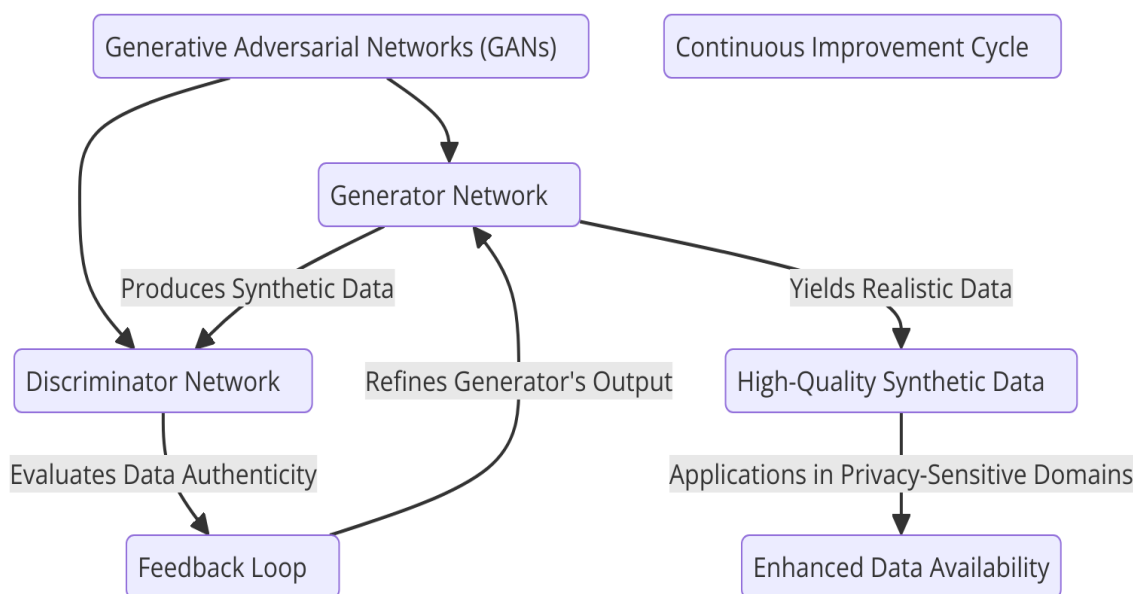 Generative Adversarial Networks (GANs)
Continuous Improvement Cycle
Generator Network
Produces Synthetic Data
Yields Realistic Data
Discriminator Network
Refines Generator's Output
High-Quality Synthetic Data
Evaluates Data Authenticity
Applications in Privacy-Sensitive Domains
Feedback Loop
Enhanced Data Availability